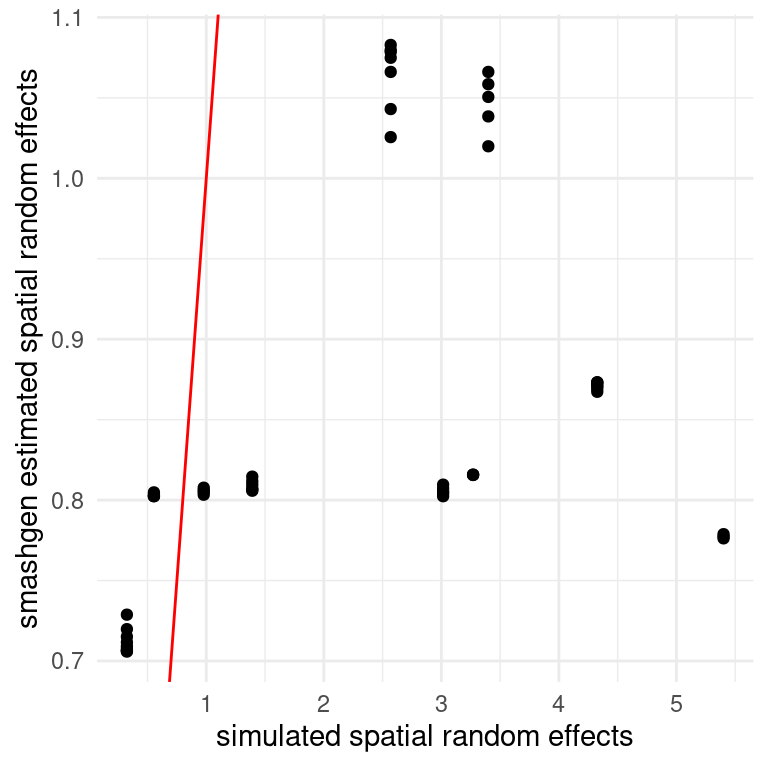 smashgen estimated spatial random effects
1.1
1.0
0.9
0.8
0.7
1 2 3 4 5
simulated spatial random effects